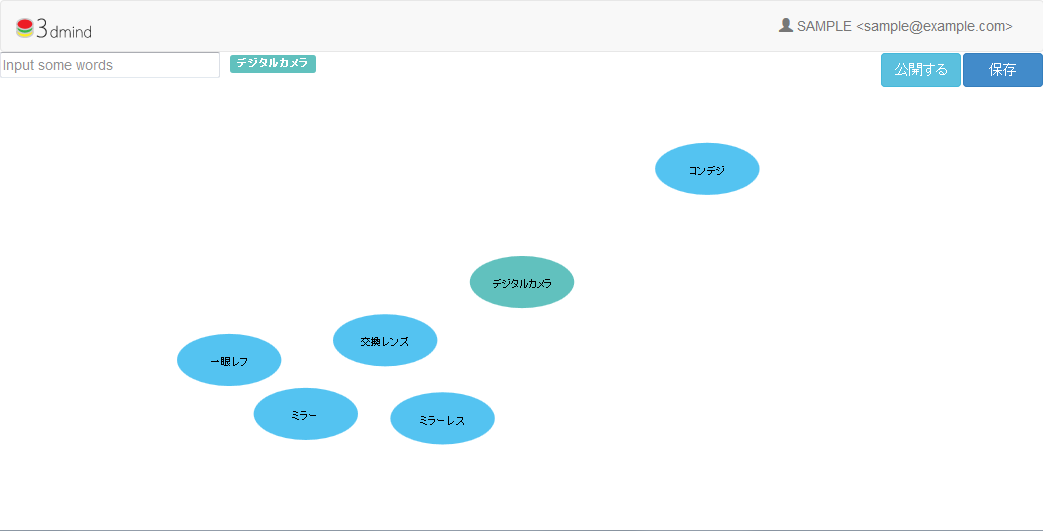 3dmind
SAMPLE <sample@example.com>
Input some words
デジタルカメラ
公開する
保存
コンデジ
デジタルカメラ
交換レンズ
一眼レフ
ミラー
ミラーレス